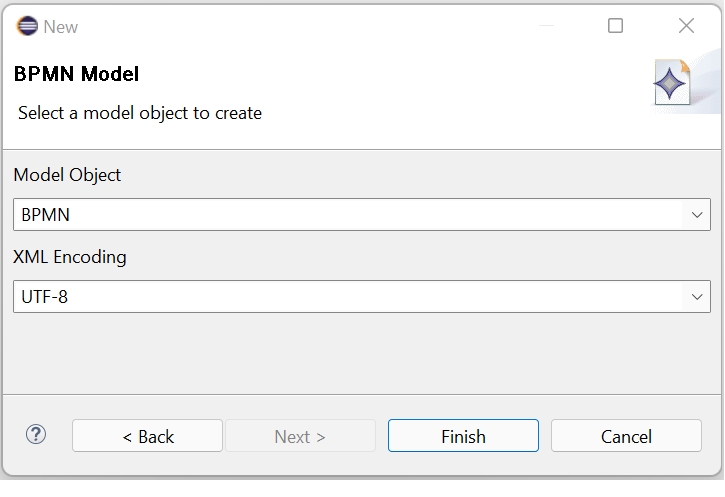 New
BPMN Model
Select a model object to create
Model Object
BPMN
XML Encoding
UTF-8
?
< Back
Next >
Finish
Cancel